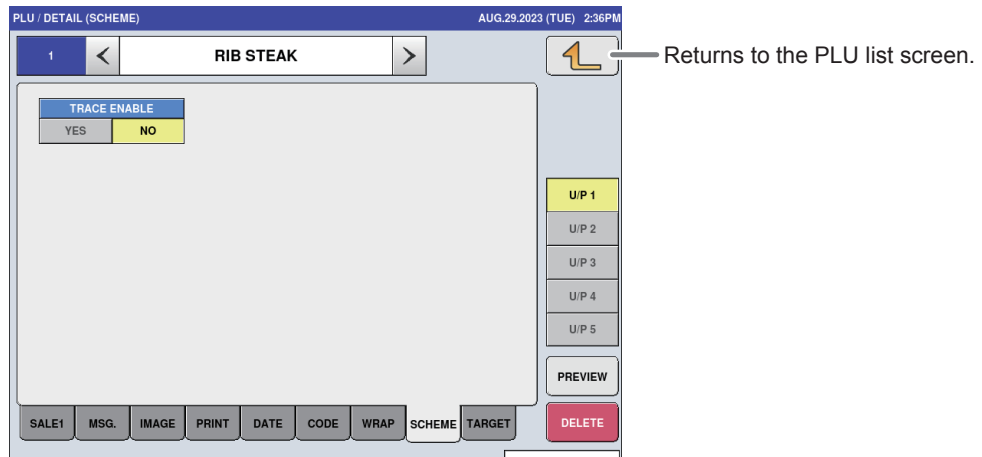 PLU / DETAIL (SCHEME) AUG.29.2023 (TUE) 2:36PM
1 < RIB STEAK >
Returns to the PLU list screen.
TRACE ENABLE
YES NO
U/P 1
U/P 2
U/P 3
U/P 4
U/P 5
PREVIEW
SALE1 MSG. IMAGE PRINT DATE CODE WRAP SCHEME TARGET DELETE